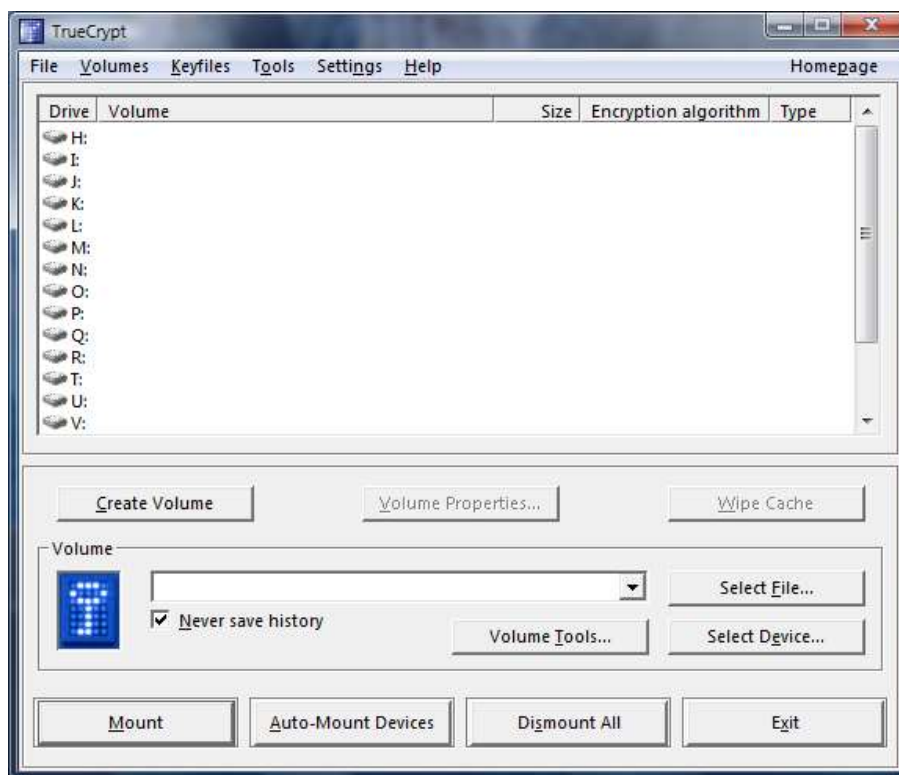 TrueCrypt
File Volumes Keyfiles Tools Settings Help Homepage
Drive Volume Size Encryption algorithm Type
H:
I:
J:
K:
L:
M:
N:
O:
P:
Q:
R:
T:
U:
V:
Create Volume Volume Properties... Wipe Cache
Volume
Select File...
Never save history
Volume Tools... Select Device...
Mount Auto-Mount Devices Dismount All Exit